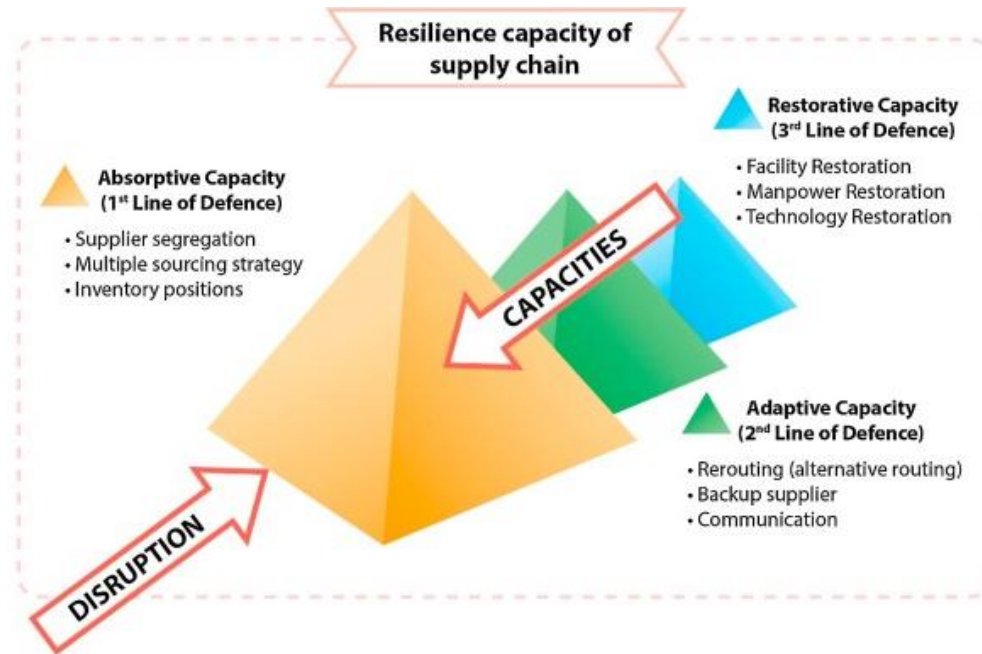 Resilience capacity of
supply chain
Restorative Capacity
(3rd Line of Defence)
• Facility Restoration
• Manpower Restoration
• Technology Restoration
Absorptive Capacity
(1st Line of Defence)
• Supplier segregation
• Multiple sourcing strategy
• Inventory positions
CAPACITIES
Adaptive Capacity
(2nd Line of Defence)
• Rerouting (alternative routing)
• Backup supplier
• Communication
DISRUPTION